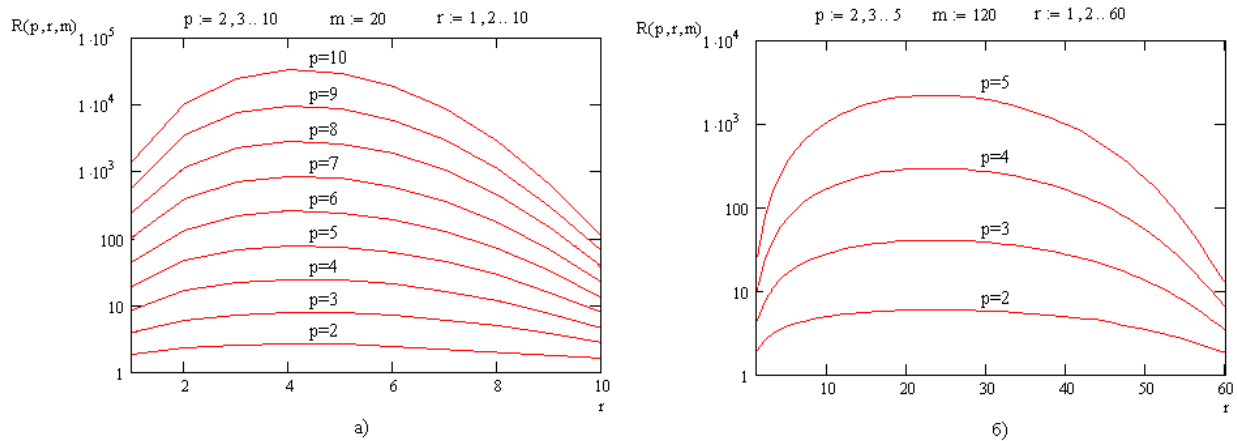 p := 2 , 3 .. 10 m := 20 r := 1 , 2 .. 10
R(p,r,m)
1·10^5
1·10^4
1·10^3
100
10
1
p=10
p=9
p=8
p=7
p=6
p=5
p=4
p=3
p=2
2 4 6 8 10
r
а)
p := 2 , 3 .. 5 m := 120 r := 1 , 2 .. 60
R(p,r,m)
1·10^4
1·10^3
100
10
1
p=5
p=4
p=3
p=2
10 20 30 40 50 60
r
б)